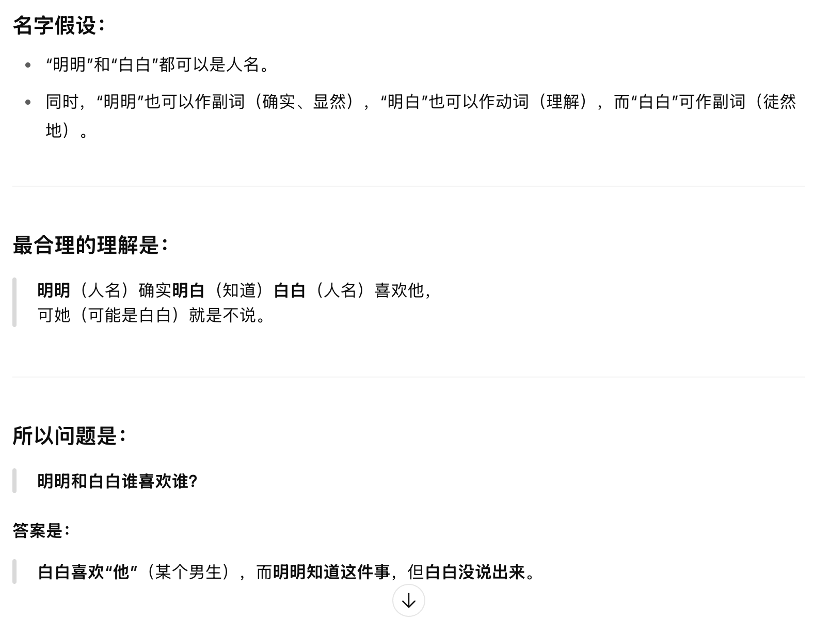 名字假设：
• “明明”和“白白”都可以是人名。
• 同时，“明明”也可以作副词（确实、显然），“明白”也可以作动词（理解），而“白白”可作副词（徒然
地）。
最合理的理解是：
明明（人名）确实明白（知道）白白（人名）喜欢他，
可她（可能是白白）就是不说。
所以问题是：
明明和白白谁喜欢谁？
答案是：
白白喜欢“他”（某个男生），而明明知道这件事，但白白没说出来。